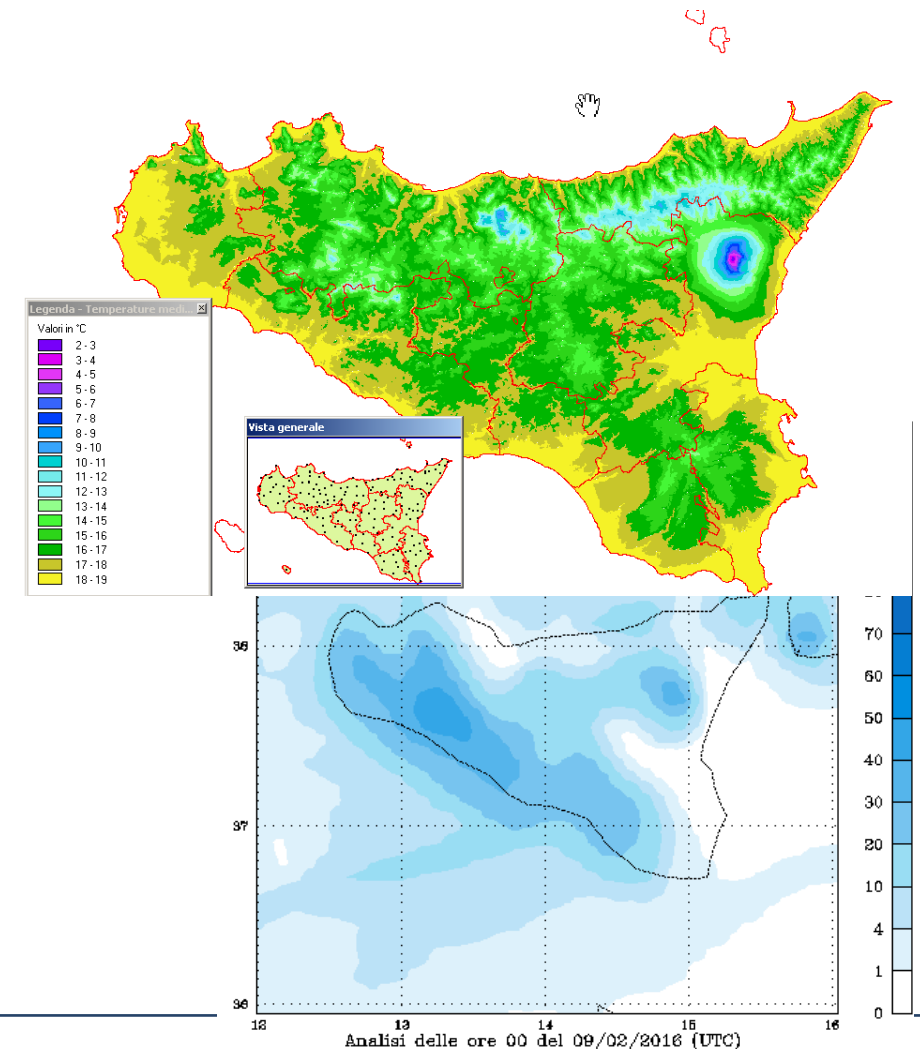 Legenda - Temperature medi...
Valori in °C
2 - 3
3 - 4
4 - 5
5 - 6
6 - 7
7 - 8
8 - 9
9 - 10
10 - 11
11 - 12
12 - 13
13 - 14
14 - 15
15 - 16
16 - 17
17 - 18
18 - 19
Vista generale
70
60
50
40
30
20
10
4
1
0
38
37
36
12 13 14 15 16
Analisi delle ore 00 del 09/02/2016 (UTC)